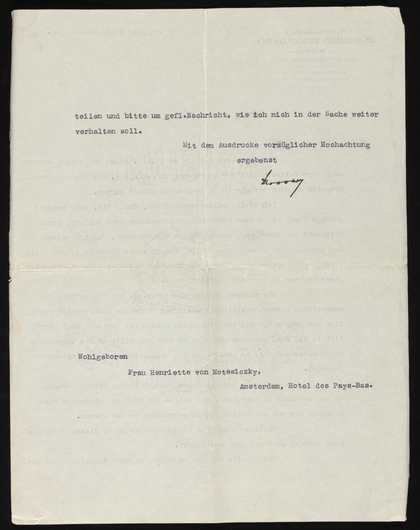 teilen und bitte um gefl.Nachricht, wie ich mich in der Sache weiter
verhalten soll.
Mit dem Ausdrucke vorzüglicher Hochachtung
ergebenst
Wohlgeboren
Frau Henriette von Motesiczky.
Amsterdam, Hotel des Pays-Bas.